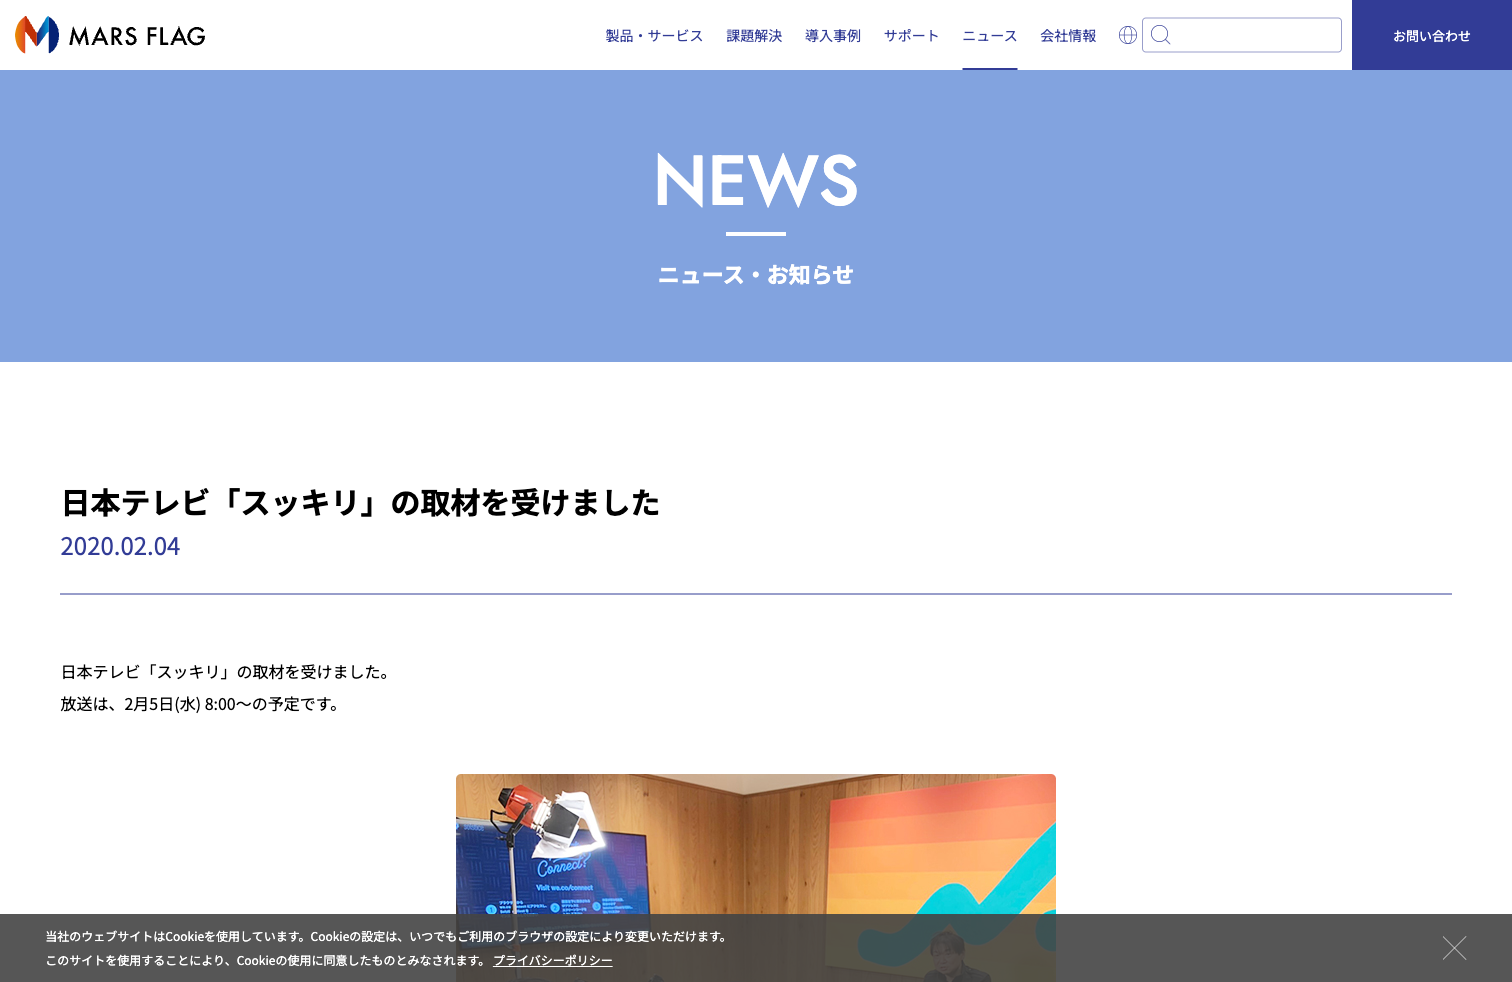 MARS FLAG
製品・サービス 課題解決 導入事例 サポート ニュース 会社情報
お問い合わせ
NEWS
ニュース・お知らせ
日本テレビ「スッキリ」の取材を受けました
2020.02.04
日本テレビ「スッキリ」の取材を受けました。
放送は、2月5日(水) 8:00〜の予定です。
Connect?
Visit we.co/connect
当社のウェブサイトはCookieを使用しています。Cookieの設定は、いつでもご利用のブラウザの設定により変更いただけます。
このサイトを使用することにより、Cookieの使用に同意したものとみなされます。 プライバシーポリシー